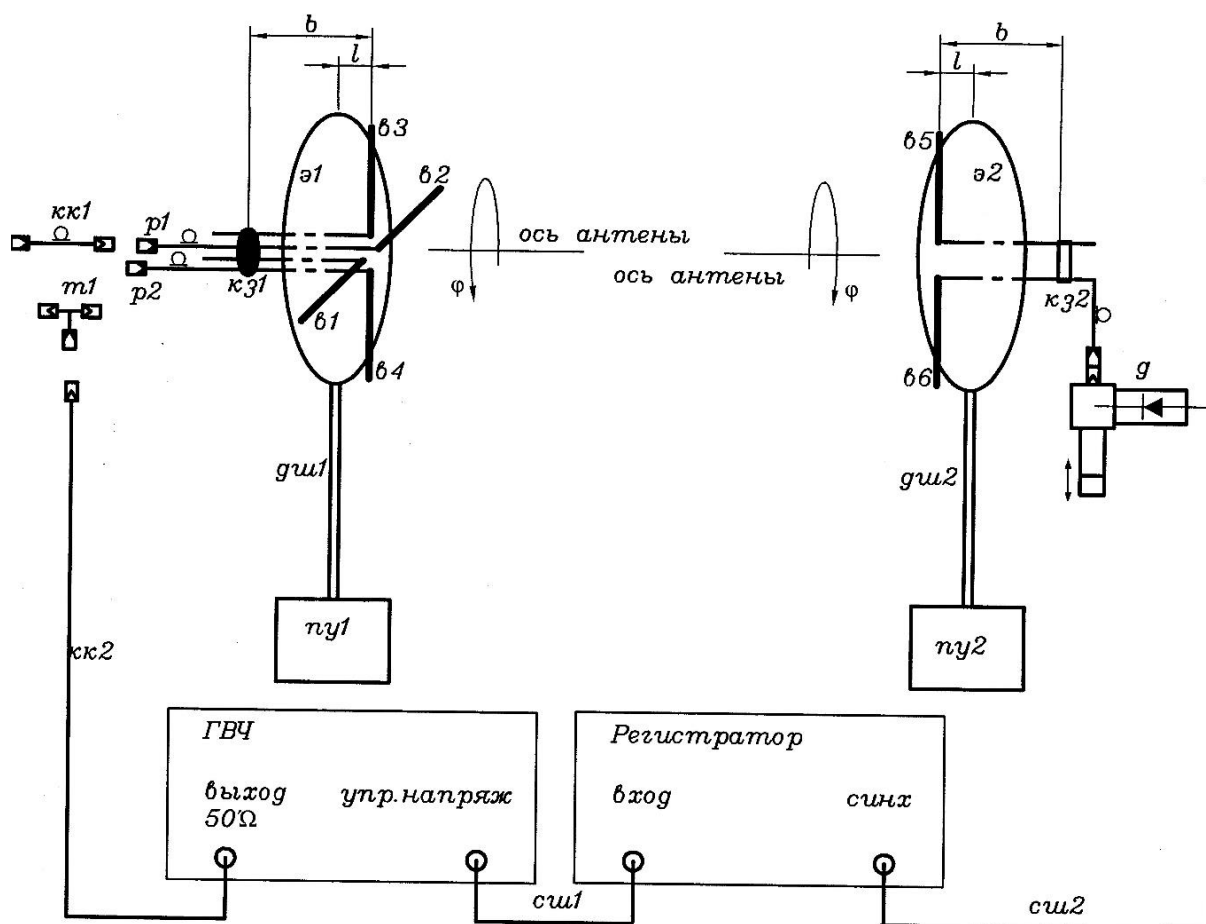 b
l
в3
э1
в2
кк1
р1
ось антены
р2
кз1
φ
т1
в1
в4
дш1
пу1
кк2
b
l
в5
э2
ось антены
φ
кз2
в6
д
дш2
пу2
ГВЧ
выход
50Ω
упр.напряж
Регистратор
вход
синх
сш1
сш2